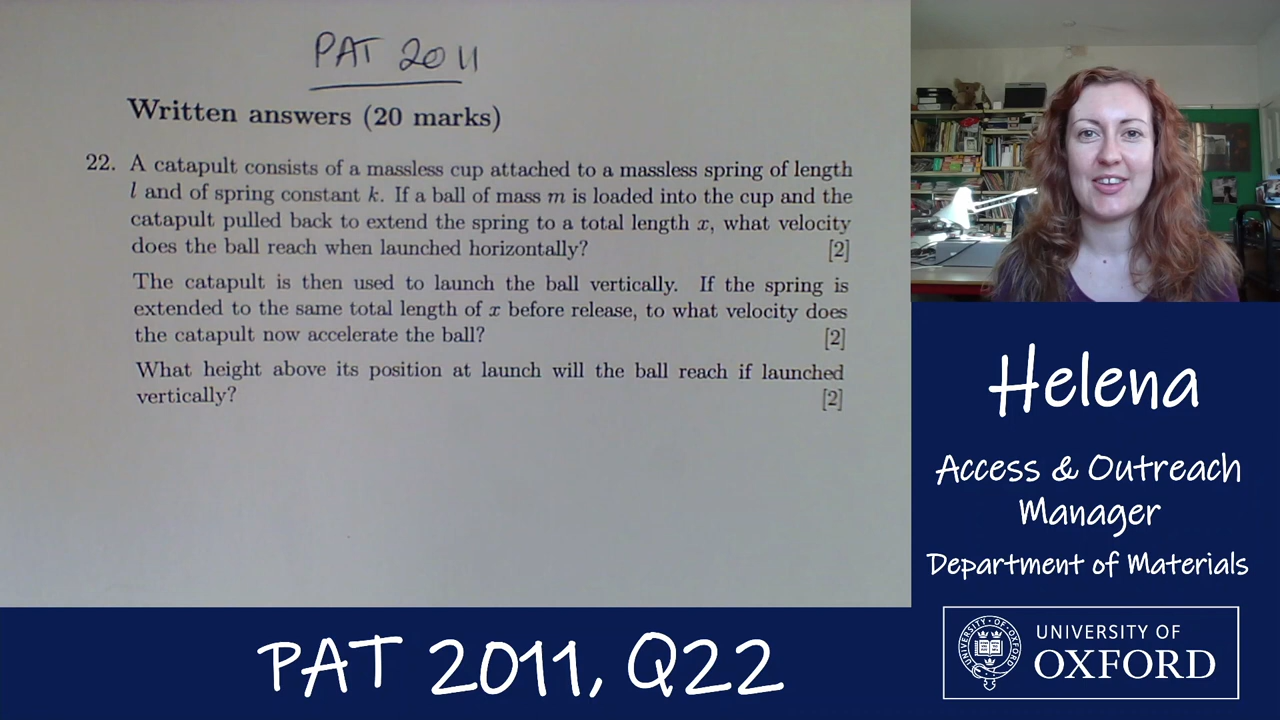 PAT 2011
Written answers (20 marks)
22. A catapult consists of a massless cup attached to a massless spring of length
l and of spring constant k. If a ball of mass m is loaded into the cup and the
catapult pulled back to extend the spring to a total length x, what velocity
does the ball reach when launched horizontally? [2]
The catapult is then used to launch the ball vertically. If the spring is
extended to the same total length of x before release, to what velocity does
the catapult now accelerate the ball? [2]
What height above its position at launch will the ball reach if launched
vertically? [2]
Helena
Access & Outreach
Manager
Department of Materials
UNIVERSITY OF
OXFORD
PAT 2011, Q22